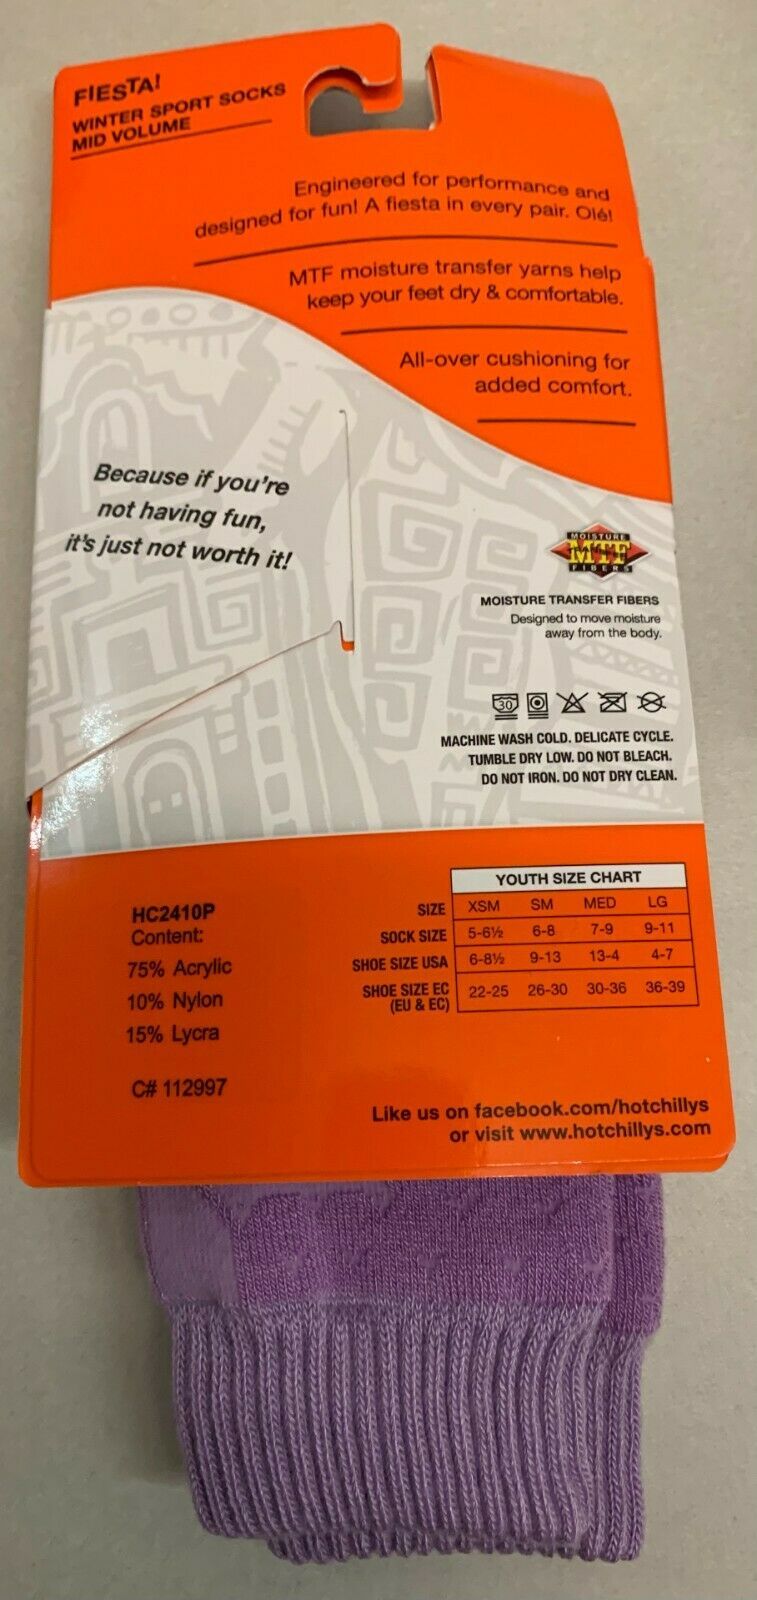 FIESTA!
WINTER SPORT SOCKS
MID VOLUME
Engineered for performance and
designed for fun! A fiesta in every pair. Olé!
MTF moisture transfer yarns help
keep your feet dry & comfortable.
All-over cushioning for
added comfort.
Because if you're
not having fun,
it's just not worth it!
MOISTURE
MTF
FIBERS
MOISTURE TRANSFER FIBERS
Designed to move moisture
away from the body.
30
MACHINE WASH COLD. DELICATE CYCLE.
TUMBLE DRY LOW. DO NOT BLEACH.
DO NOT IRON. DO NOT DRY CLEAN.
HC2410P
Content:
75% Acrylic
10% Nylon
15% Lycra
C# 112997
YOUTH SIZE CHART
SIZE XSM SM MED LG
SOCK SIZE 5-6½ 6-8 7-9 9-11
SHOE SIZE USA 6-8½ 9-13 13-4 4-7
SHOE SIZE EC 22-25 26-30 30-36 36-39
(EU & EC)
Like us on facebook.com/hotchillys
or visit www.hotchillys.com